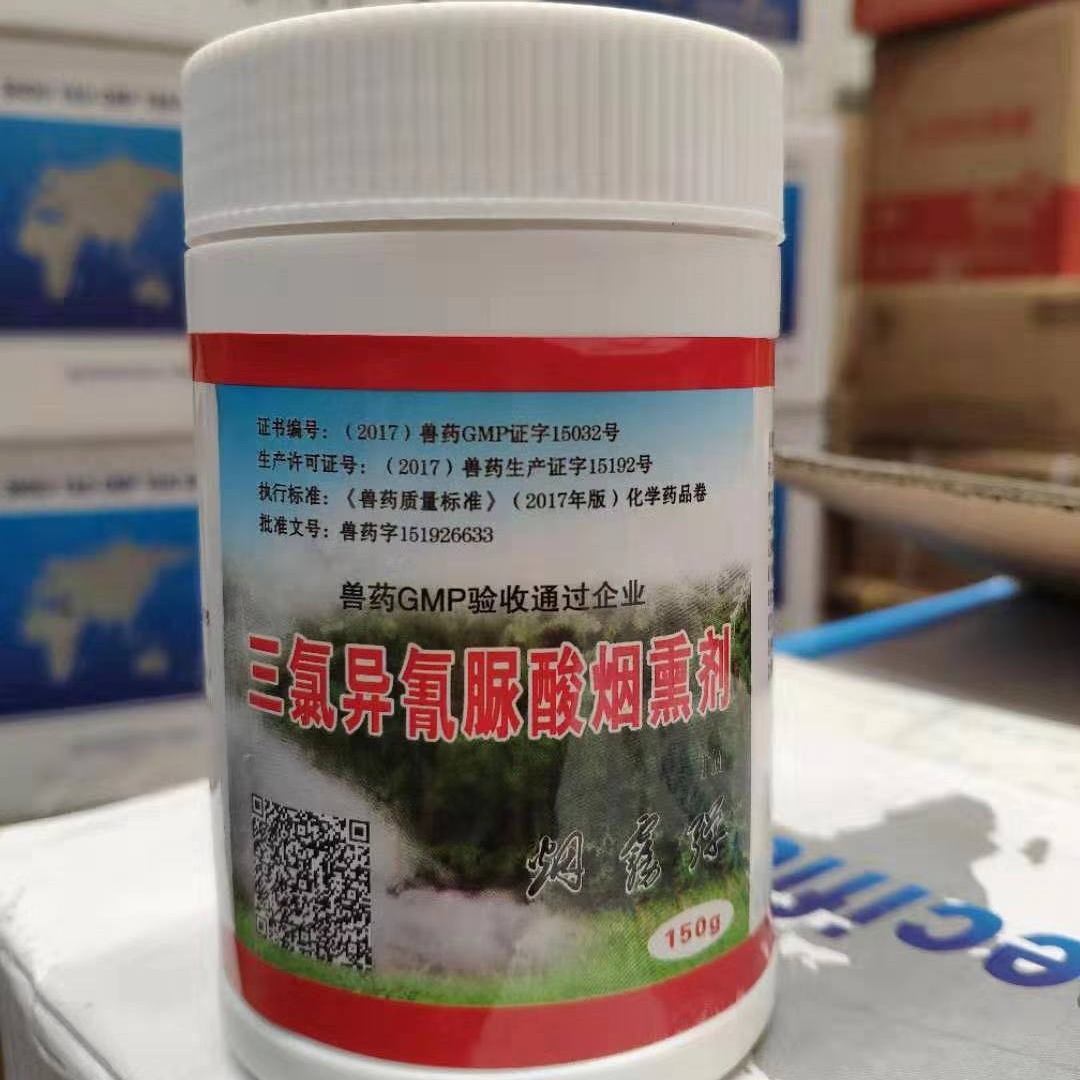 证书编号：（2017）兽药GMP证字15032号
生产许可证号：（2017）兽药生产证字15192号
执行标准：《兽药质量标准》（2017年版）化学药品卷
批准文号：兽药字151926633
兽药GMP验收通过企业
三氯异氰脲酸烟熏剂
TM
烟雾弹
150g